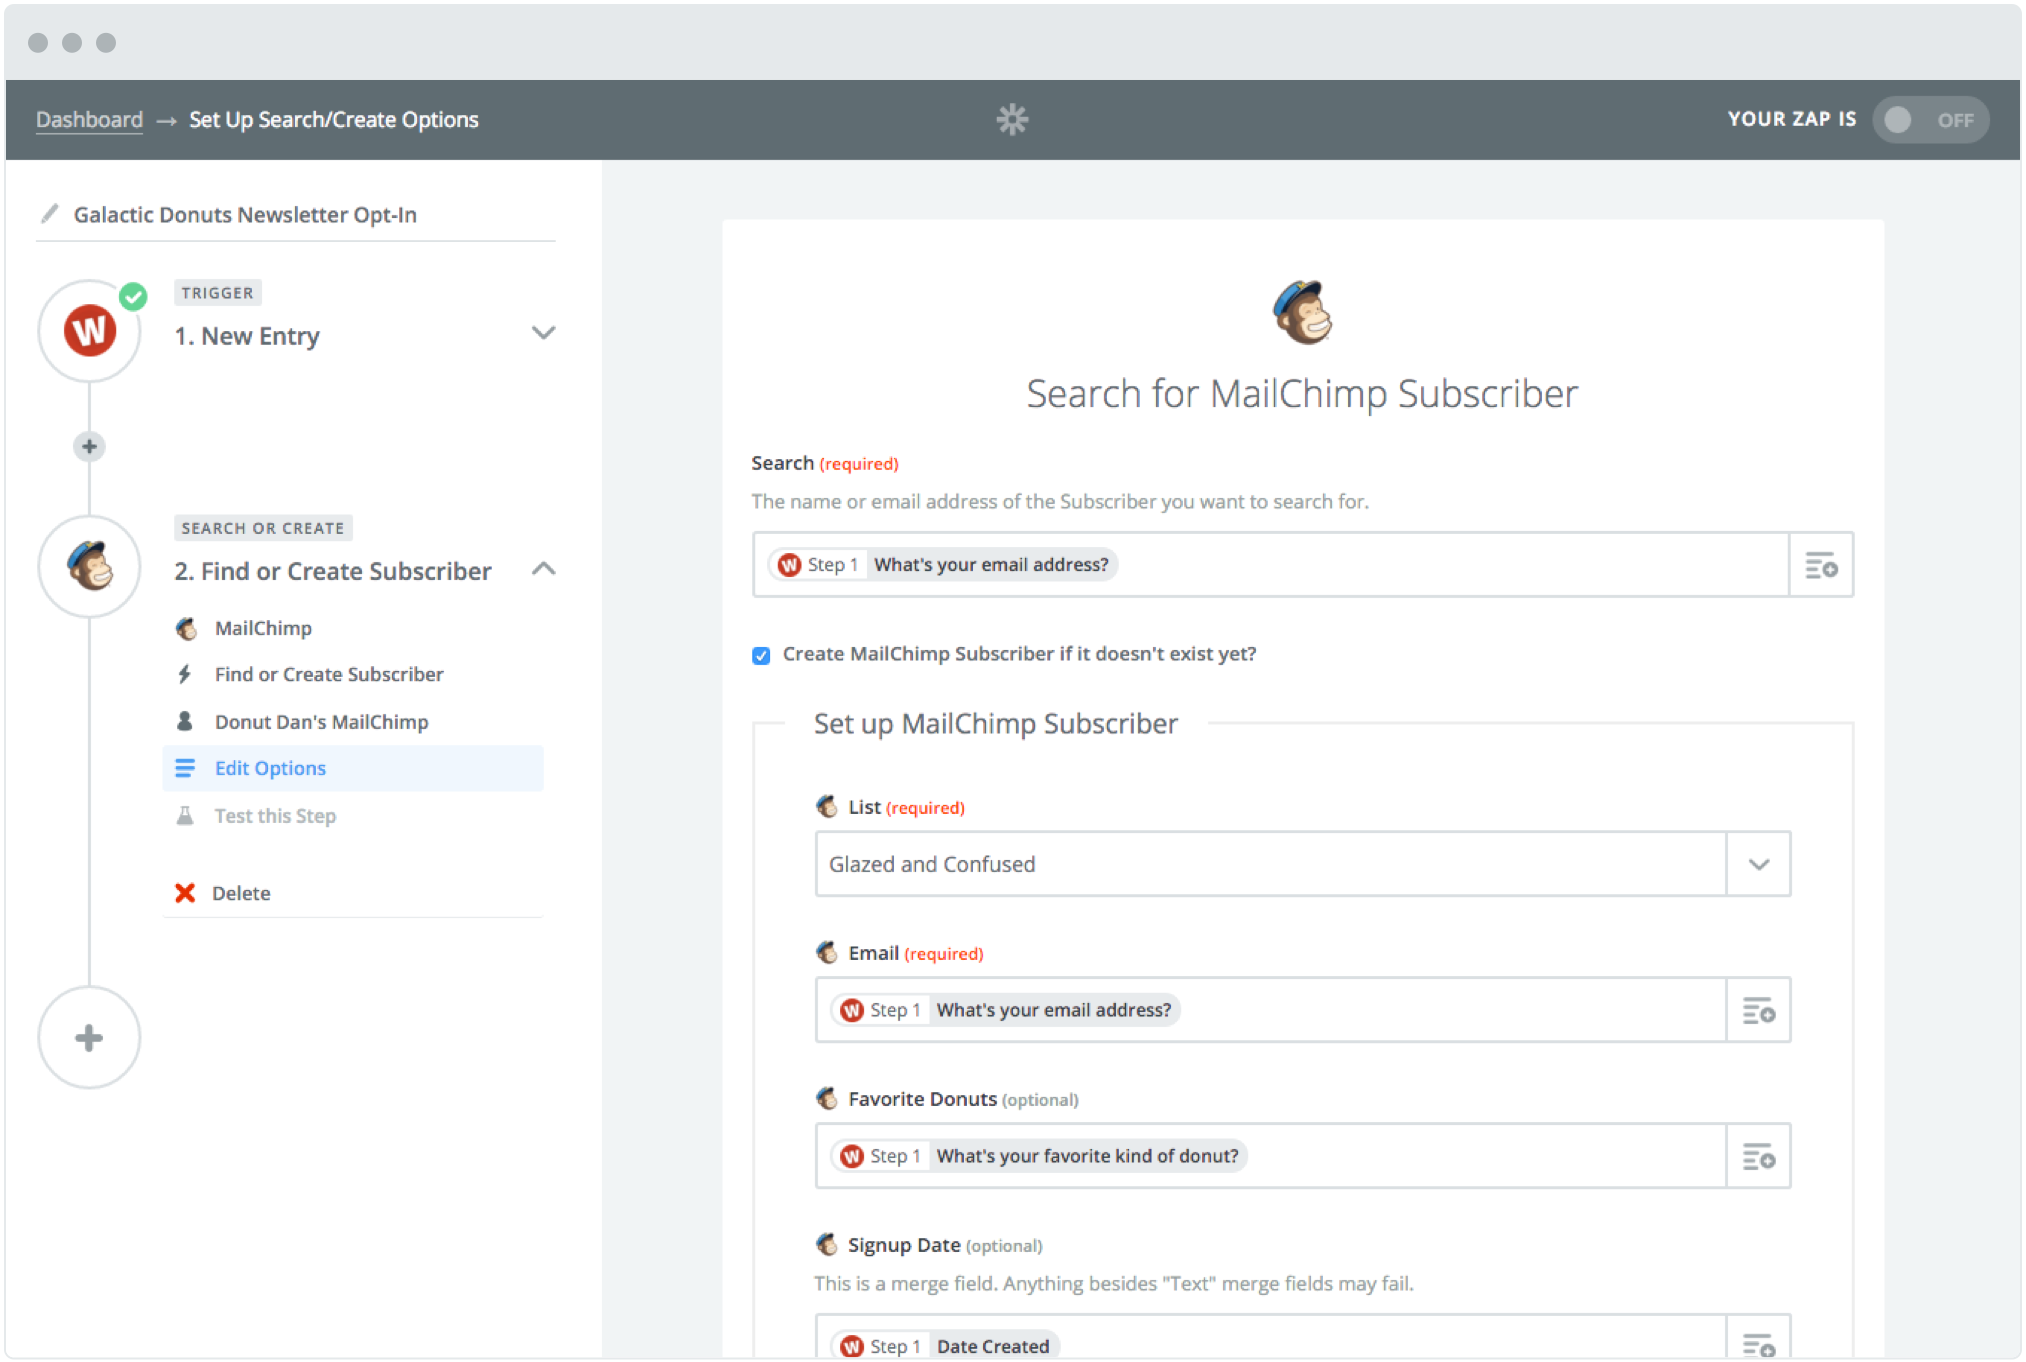 Dashboard → Set Up Search/Create Options
YOUR ZAP IS OFF
Galactic Donuts Newsletter Opt-In
W
TRIGGER
1. New Entry
SEARCH OR CREATE
2. Find or Create Subscriber
MailChimp
Find or Create Subscriber
Donut Dan's MailChimp
Edit Options
Test this Step
Delete
Search for MailChimp Subscriber
Search (required)
The name or email address of the Subscriber you want to search for.
W Step 1 What's your email address?
Create MailChimp Subscriber if it doesn't exist yet?
Set up MailChimp Subscriber
List (required)
Glazed and Confused
Email (required)
W Step 1 What's your email address?
Favorite Donuts (optional)
W Step 1 What's your favorite kind of donut?
Signup Date (optional)
This is a merge field. Anything besides "Text" merge fields may fail.
W Step 1 Date Created